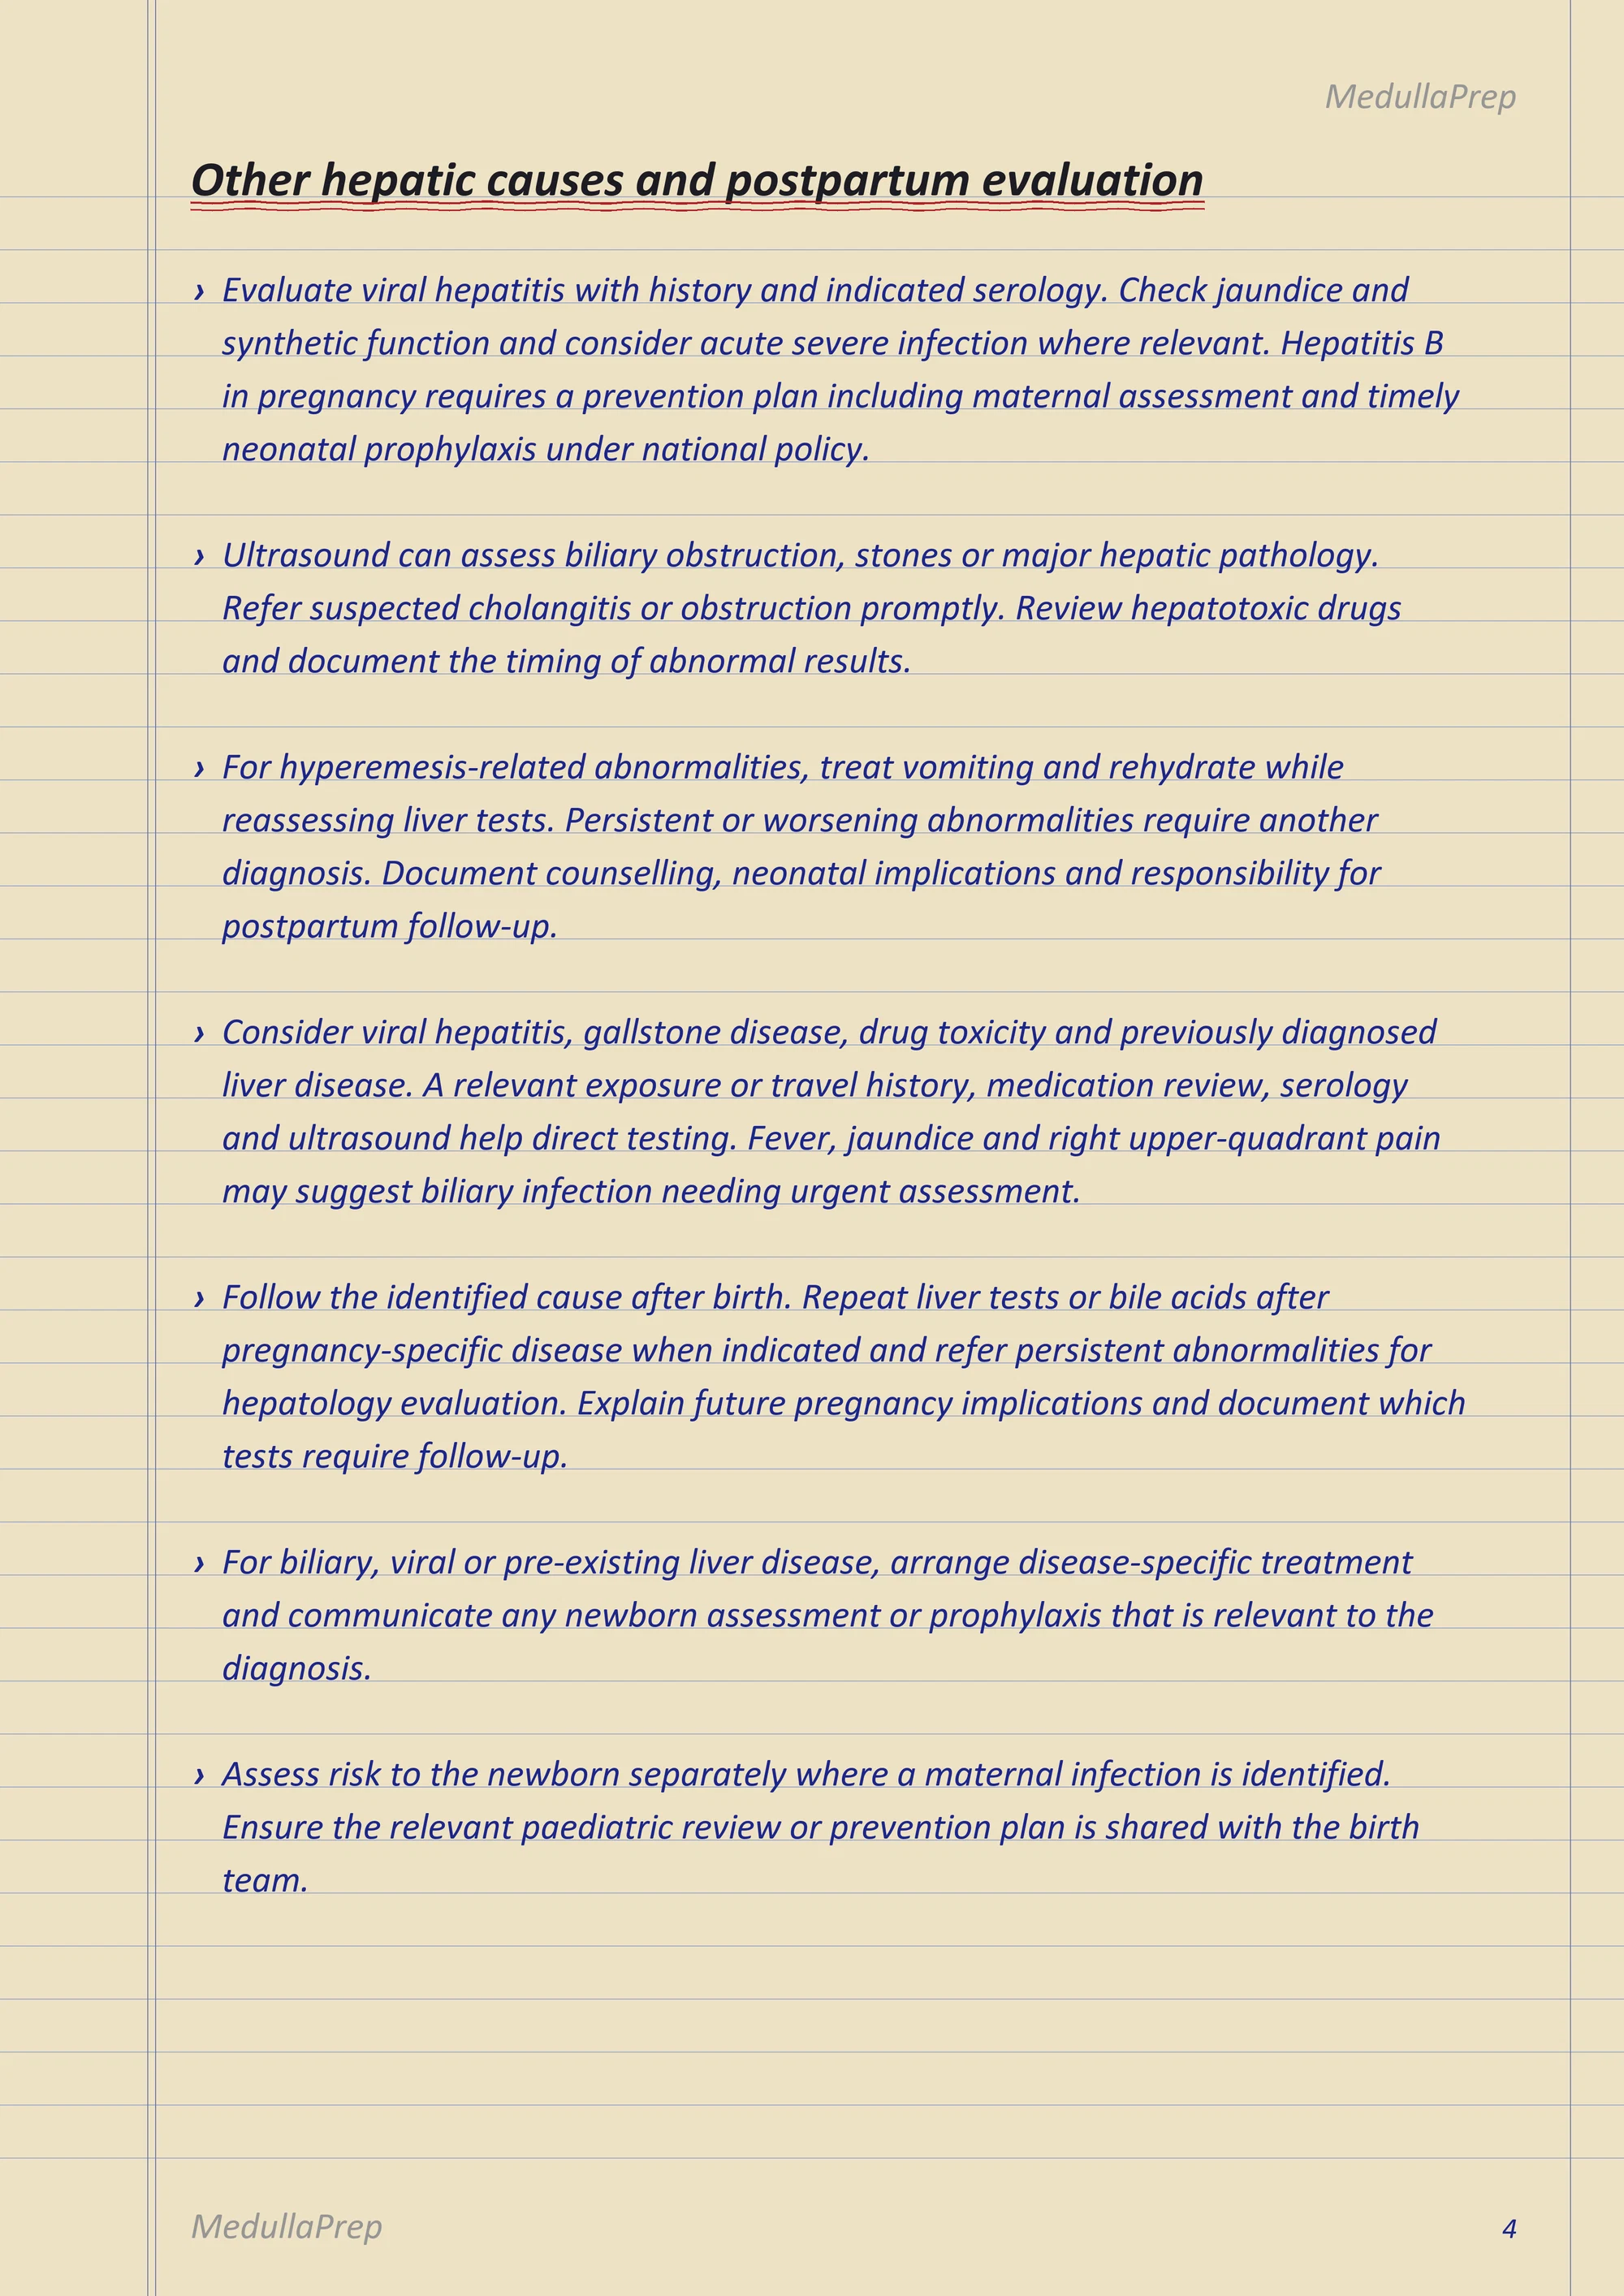 MedullaPrep
Other hepatic causes and postpartum evaluation
› Evaluate viral hepatitis with history and indicated serology. Check jaundice and
synthetic function and consider acute severe infection where relevant. Hepatitis B
in pregnancy requires a prevention plan including maternal assessment and timely
neonatal prophylaxis under national policy.
› Ultrasound can assess biliary obstruction, stones or major hepatic pathology.
Refer suspected cholangitis or obstruction promptly. Review hepatotoxic drugs
and document the timing of abnormal results.
› For hyperemesis-related abnormalities, treat vomiting and rehydrate while
reassessing liver tests. Persistent or worsening abnormalities require another
diagnosis. Document counselling, neonatal implications and responsibility for
postpartum follow-up.
› Consider viral hepatitis, gallstone disease, drug toxicity and previously diagnosed
liver disease. A relevant exposure or travel history, medication review, serology
and ultrasound help direct testing. Fever, jaundice and right upper-quadrant pain
may suggest biliary infection needing urgent assessment.
› Follow the identified cause after birth. Repeat liver tests or bile acids after
pregnancy-specific disease when indicated and refer persistent abnormalities for
hepatology evaluation. Explain future pregnancy implications and document which
tests require follow-up.
› For biliary, viral or pre-existing liver disease, arrange disease-specific treatment
and communicate any newborn assessment or prophylaxis that is relevant to the
diagnosis.
› Assess risk to the newborn separately where a maternal infection is identified.
Ensure the relevant paediatric review or prevention plan is shared with the birth
team.
MedullaPrep
4